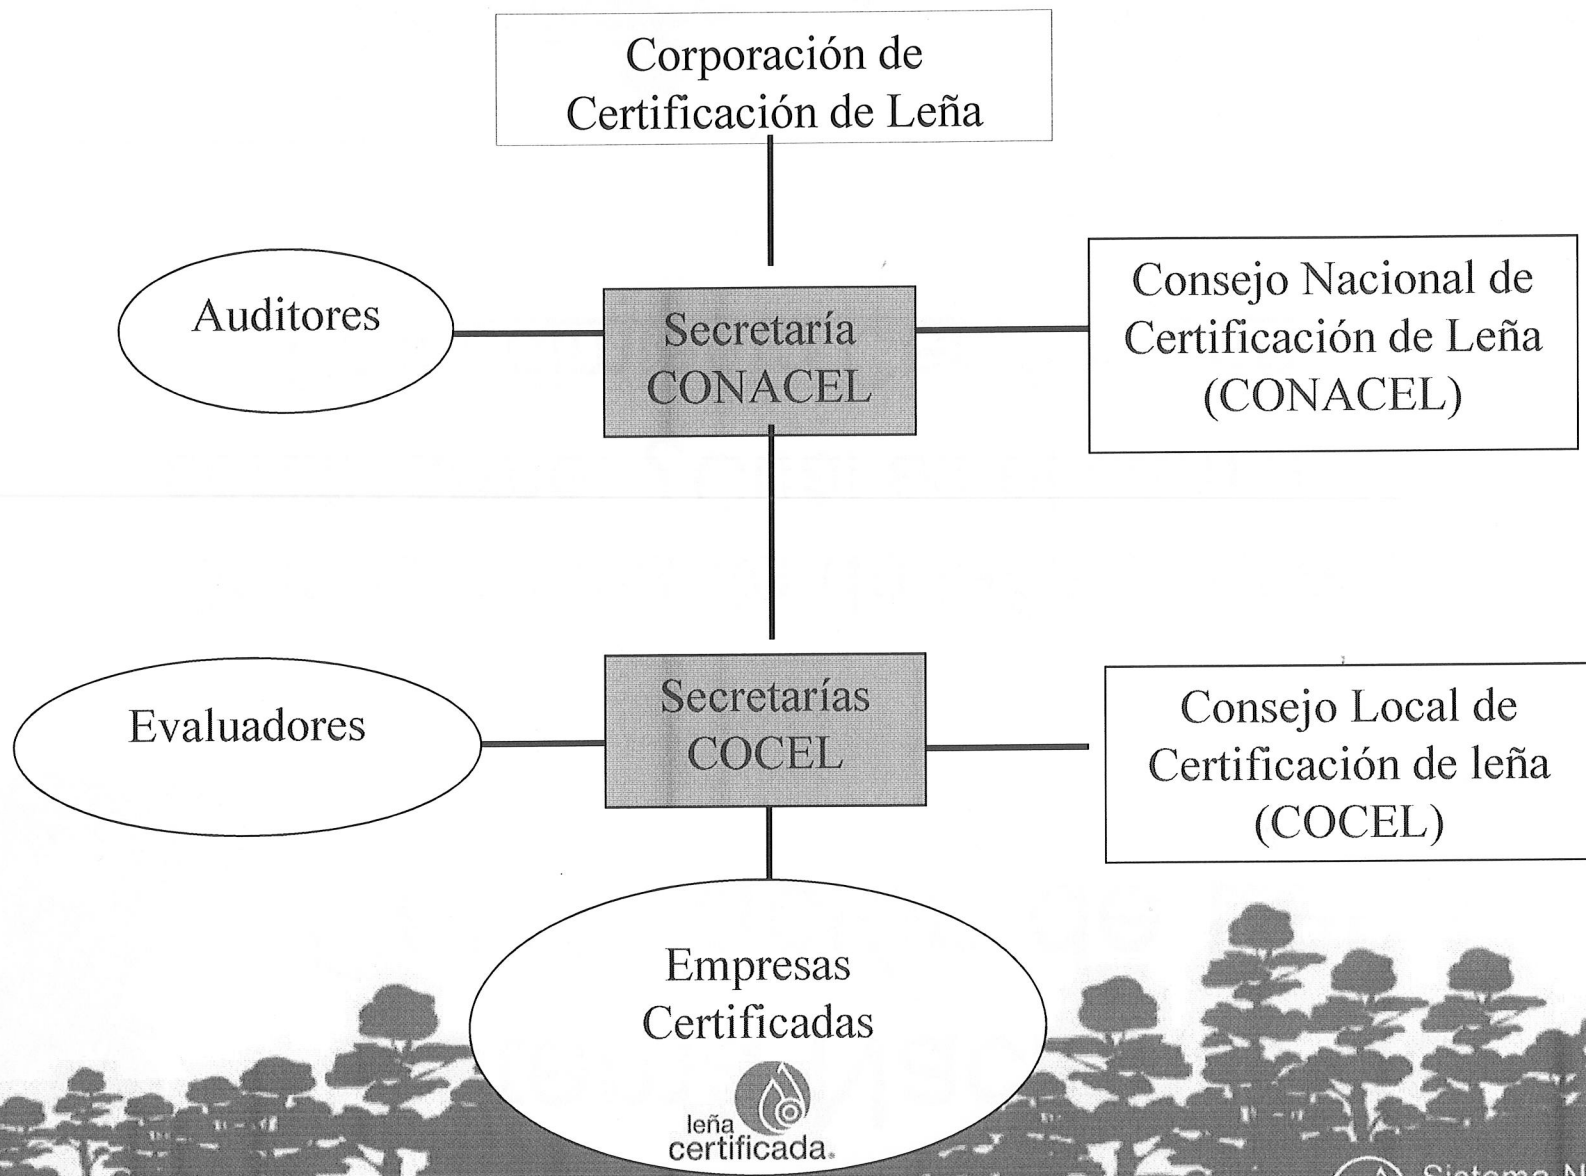 Corporación de
Certificación de Leña
Auditores
Secretaría
CONACEL
Consejo Nacional de
Certificación de Leña
(CONACEL)
Evaluadores
Secretarías
COCEL
Consejo Local de
Certificación de leña
(COCEL)
Empresas
Certificadas
leña
certificada.
Sistema